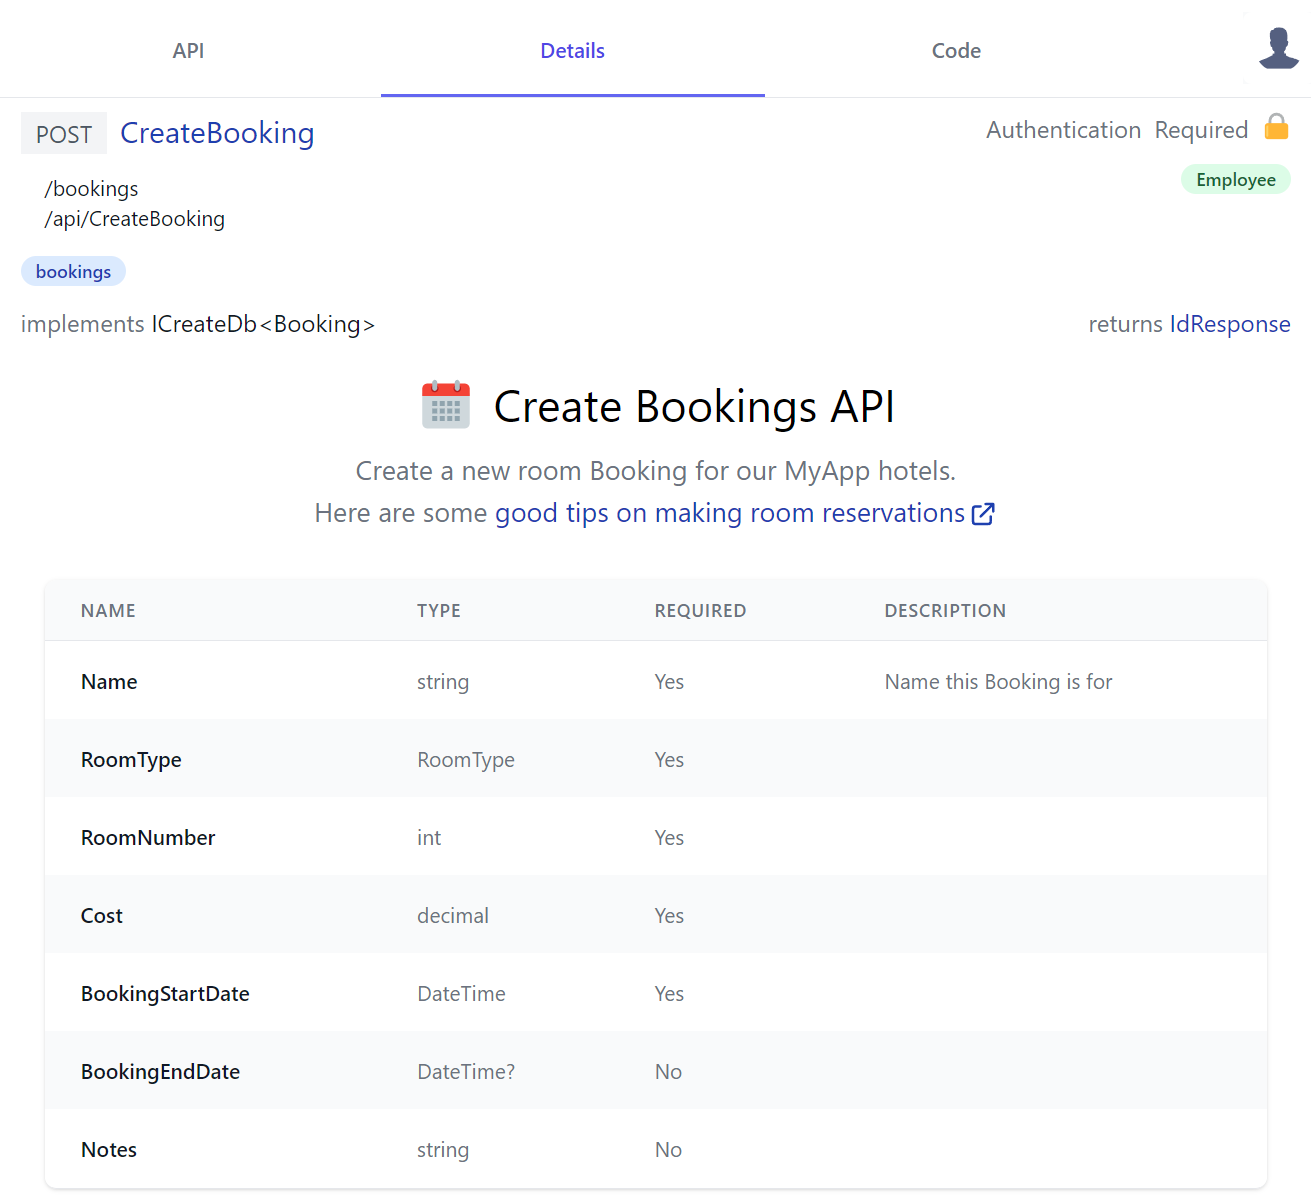 API Details Code
POST CreateBooking
Authentication Required
/bookings
Employee
/api/CreateBooking
bookings
implements ICreateDb<Booking>
returns IdResponse
Create Bookings API
Create a new room Booking for our MyApp hotels.
Here are some good tips on making room reservations
NAME TYPE REQUIRED DESCRIPTION
Name string Yes Name this Booking is for
RoomType RoomType Yes
RoomNumber int Yes
Cost decimal Yes
BookingStartDate DateTime Yes
BookingEndDate DateTime? No
Notes string No